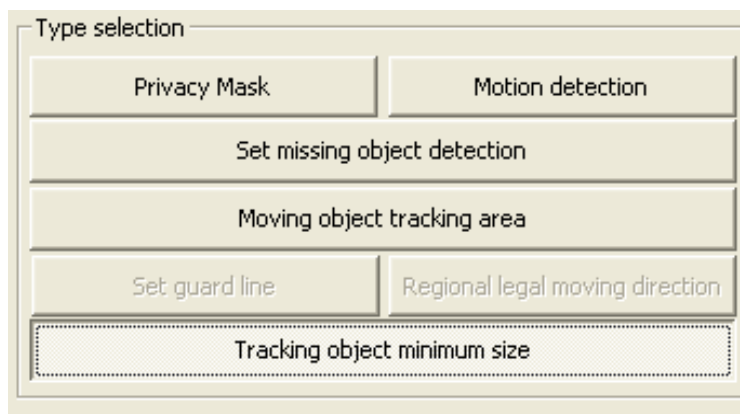 Type selection
Privacy Mask Motion detection
Set missing object detection
Moving object tracking area
Set guard line Regional legal moving direction
Tracking object minimum size